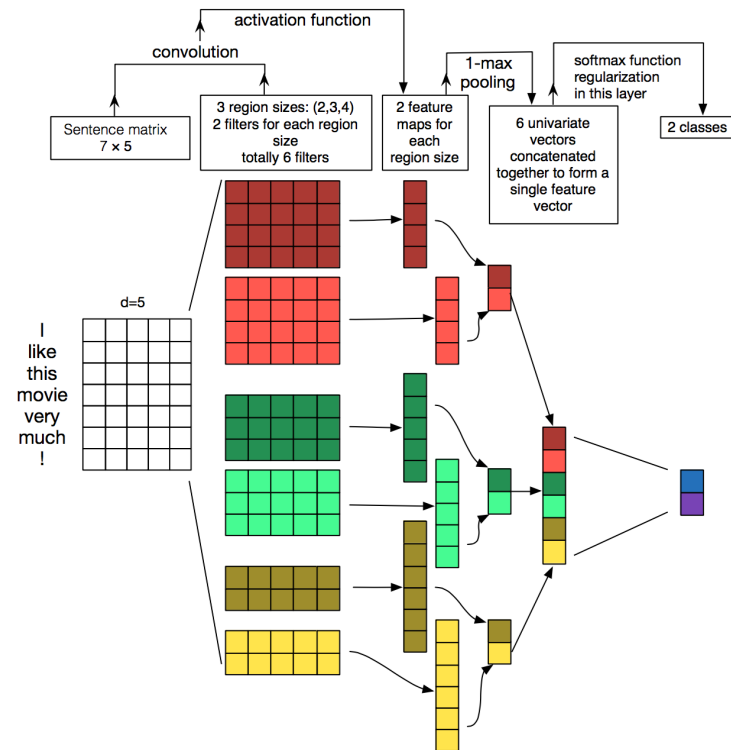 activation function
convolution
1-max
pooling
softmax function
regularization
in this layer
Sentence matrix
7 × 5
3 region sizes: (2,3,4)
2 filters for each region
size
totally 6 filters
2 feature
maps for
each
region size
6 univariate
vectors
concatenated
together to form a
single feature
vector
2 classes
d=5
I
like
this
movie
very
much
!